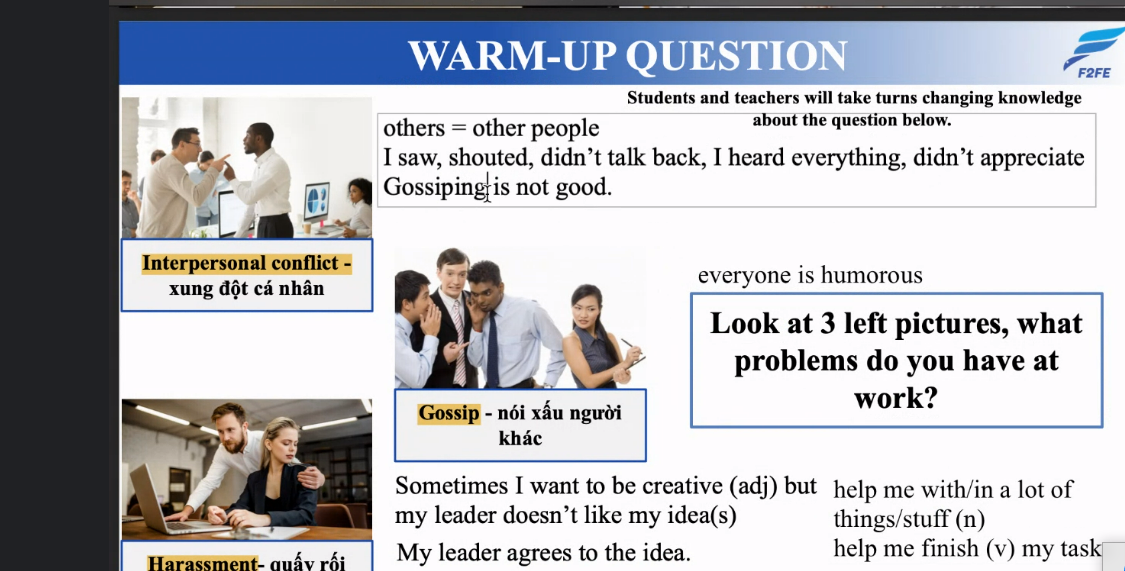 WARM-UP QUESTION
F2FE
Students and teachers will take turns changing knowledge
about the question below.
others = other people
I saw, shouted, didn't talk back, I heard everything, didn't appreciate
Gossiping is not good.
Interpersonal conflict -
xung đột cá nhân
everyone is humorous
Look at 3 left pictures, what
problems do you have at
work?
Gossip - nói xấu người
khác
Sometimes I want to be creative (adj) but
my leader doesn't like my idea(s)
My leader agrees to the idea.
help me with/in a lot of
things/stuff (n)
help me finish (v) my task
Harassment- quấy rối